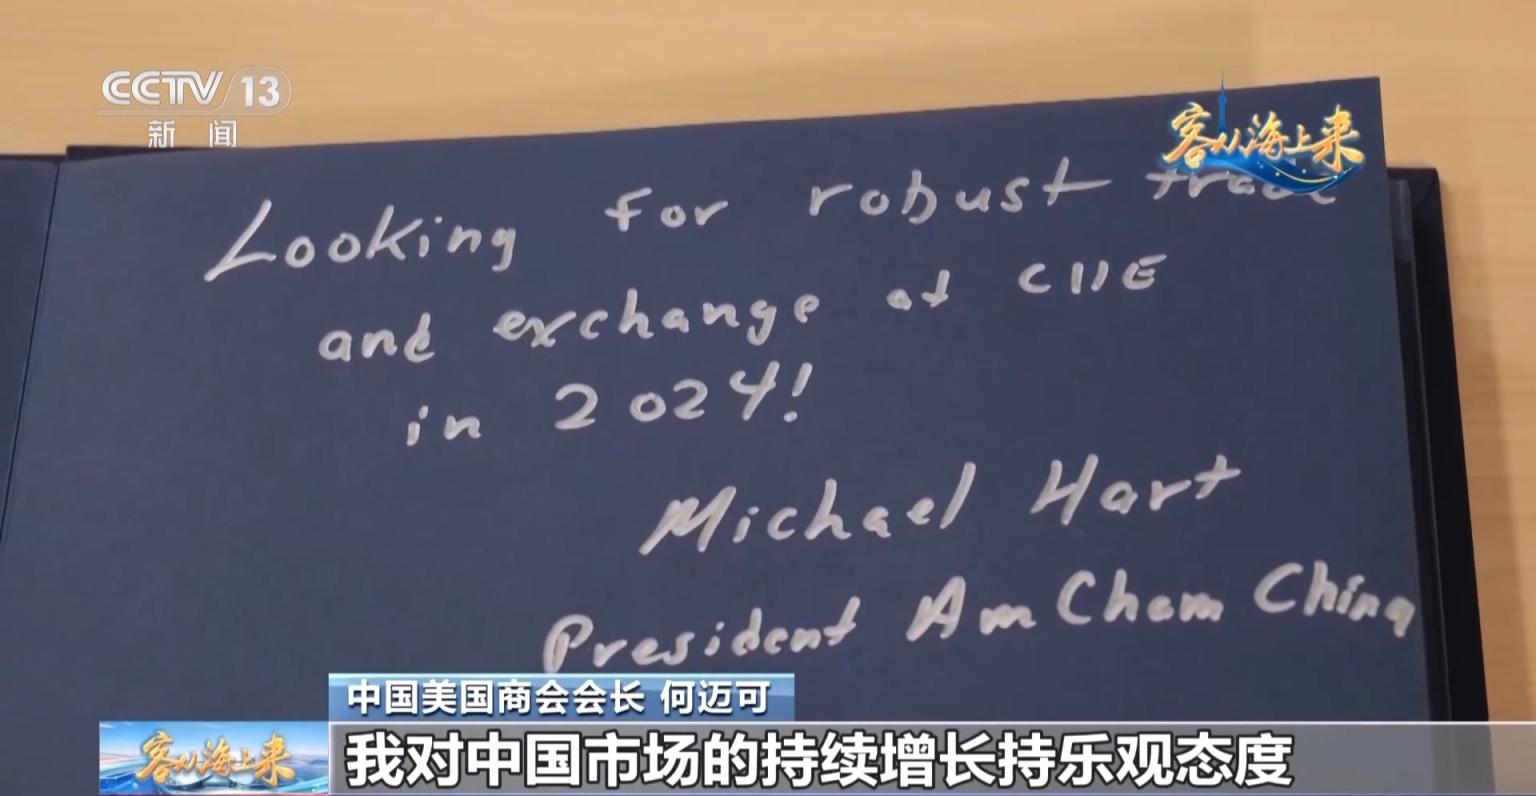 CCTV 13
新闻
客从海上来
Looking for robust trade
and exchange at CIIE
in 2024!
Michael Hart
President AmCham China
中国美国商会会长 何迈可
客从海上来
我对中国市场的持续增长持乐观态度